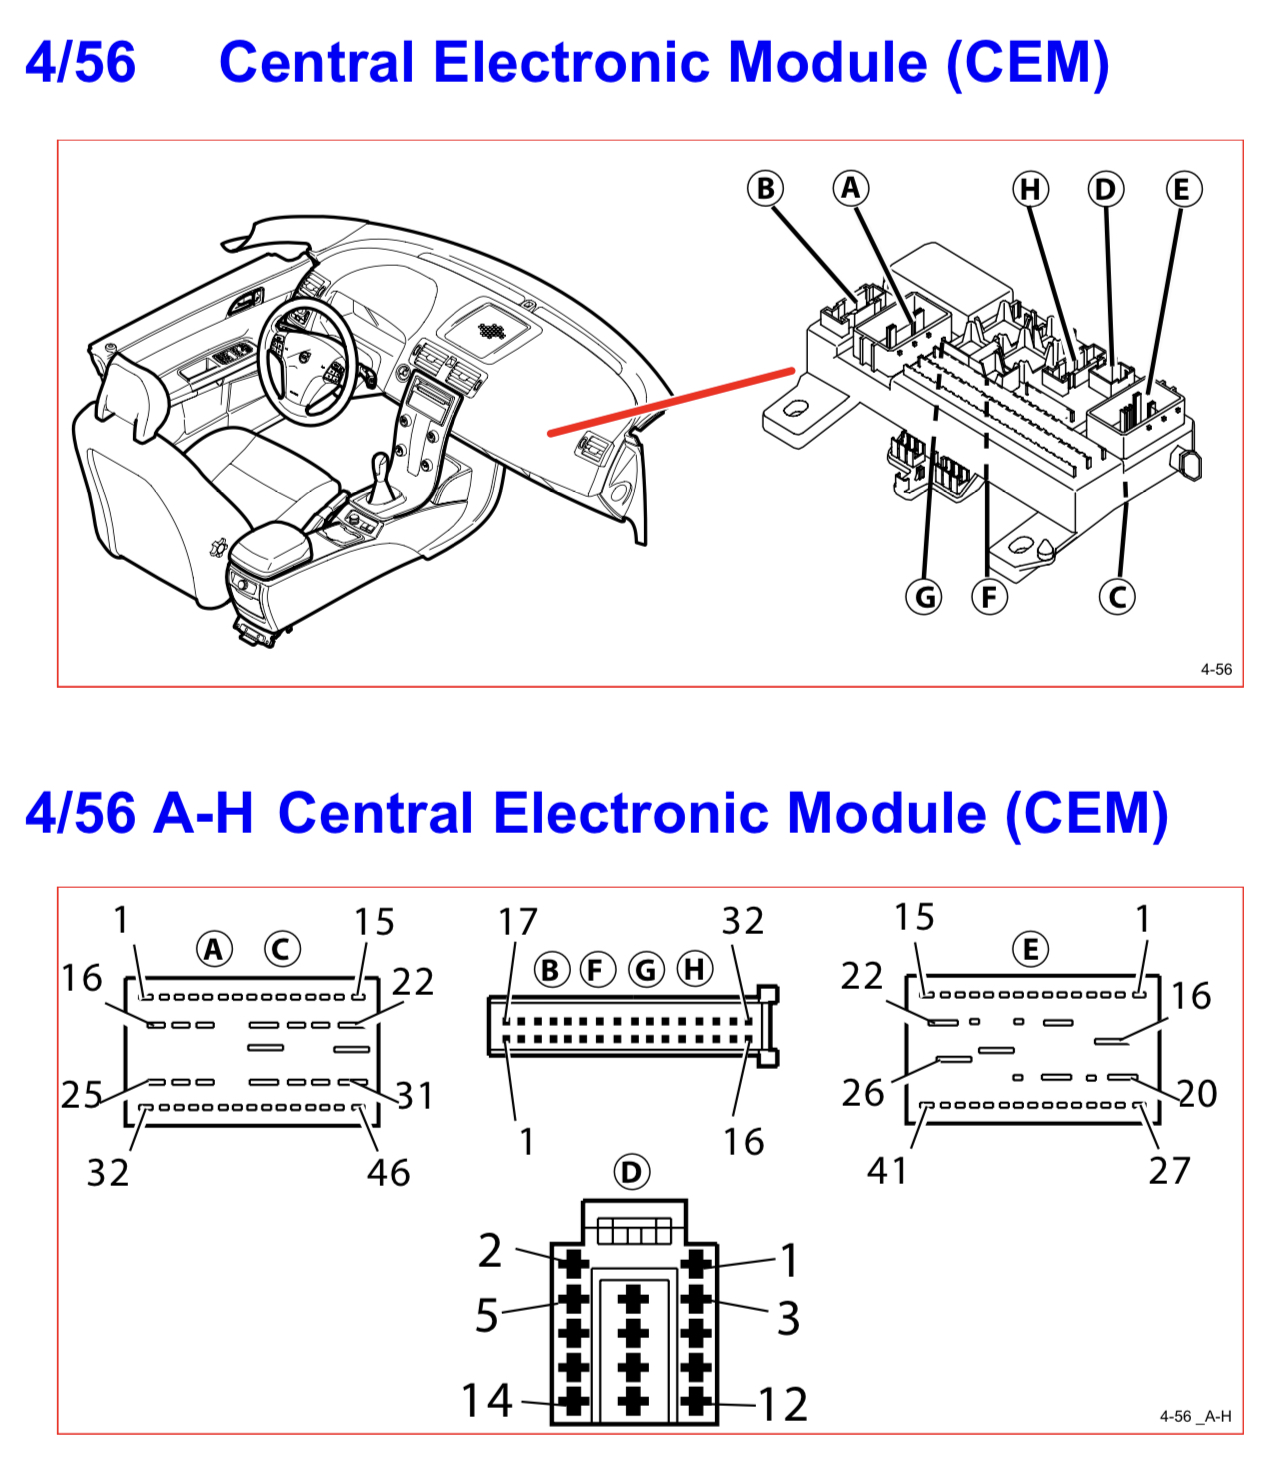 4/56 Central Electronic Module (CEM)
B A H D E
G F C
4-56
4/56 A-H Central Electronic Module (CEM)
1 A C 15
16 22
25 31
32 46
17 32
B F G H
1 16
15 E 1
22 16
26 20
41 27
D
2 1
5 3
14 12
4-56 _A-H